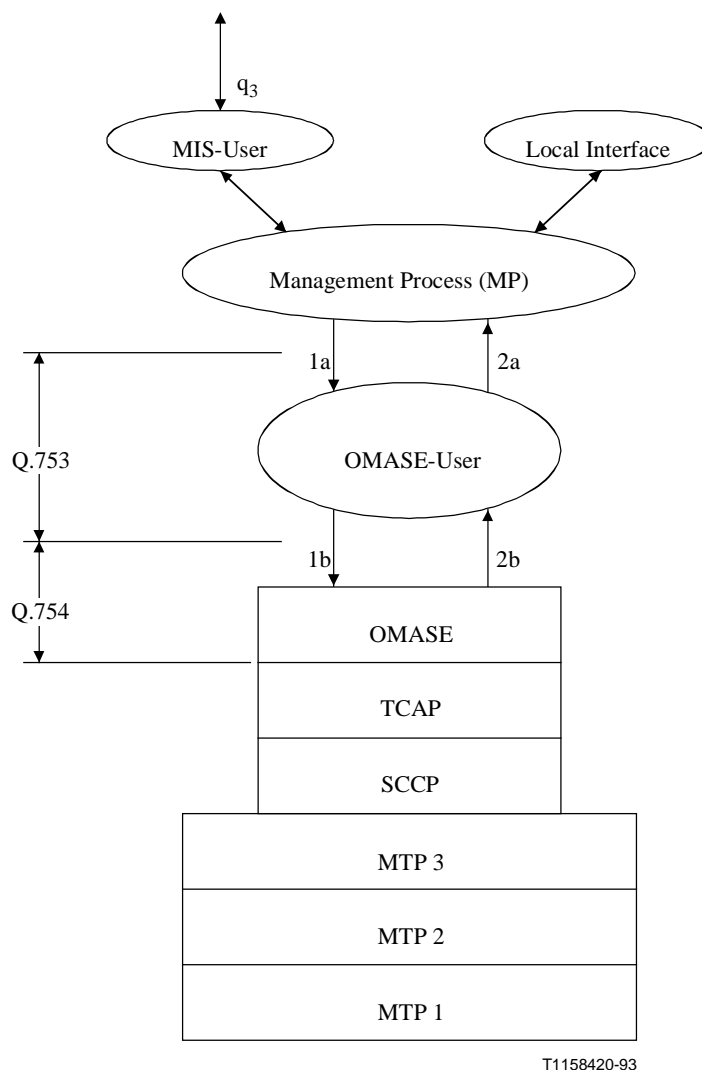 q3
MIS-User
Local Interface
Management Process (MP)
1a
2a
Q.753
OMASE-User
1b
2b
Q.754
OMASE
TCAP
SCCP
MTP 3
MTP 2
MTP 1
T1158420-93